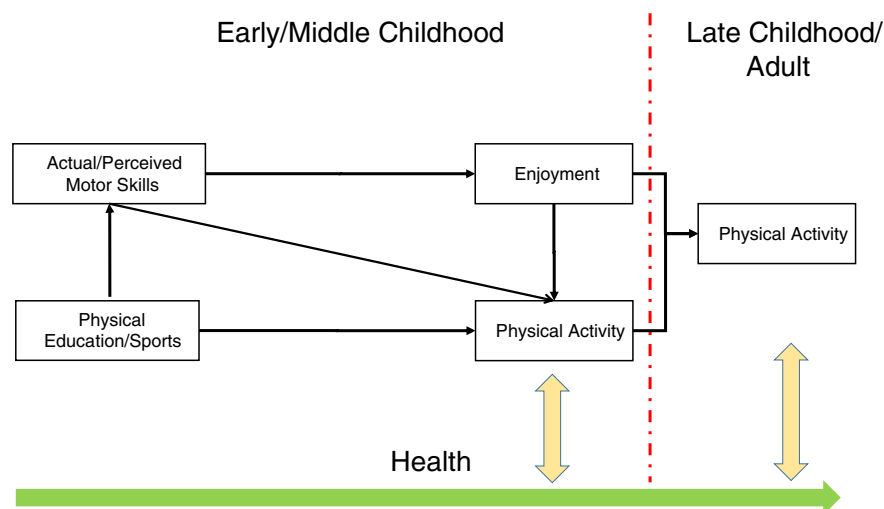 Early/Middle Childhood
Late Childhood/
Adult
Actual/Perceived
Motor Skills
Enjoyment
Physical Activity
Physical
Education/Sports
Physical Activity
Health